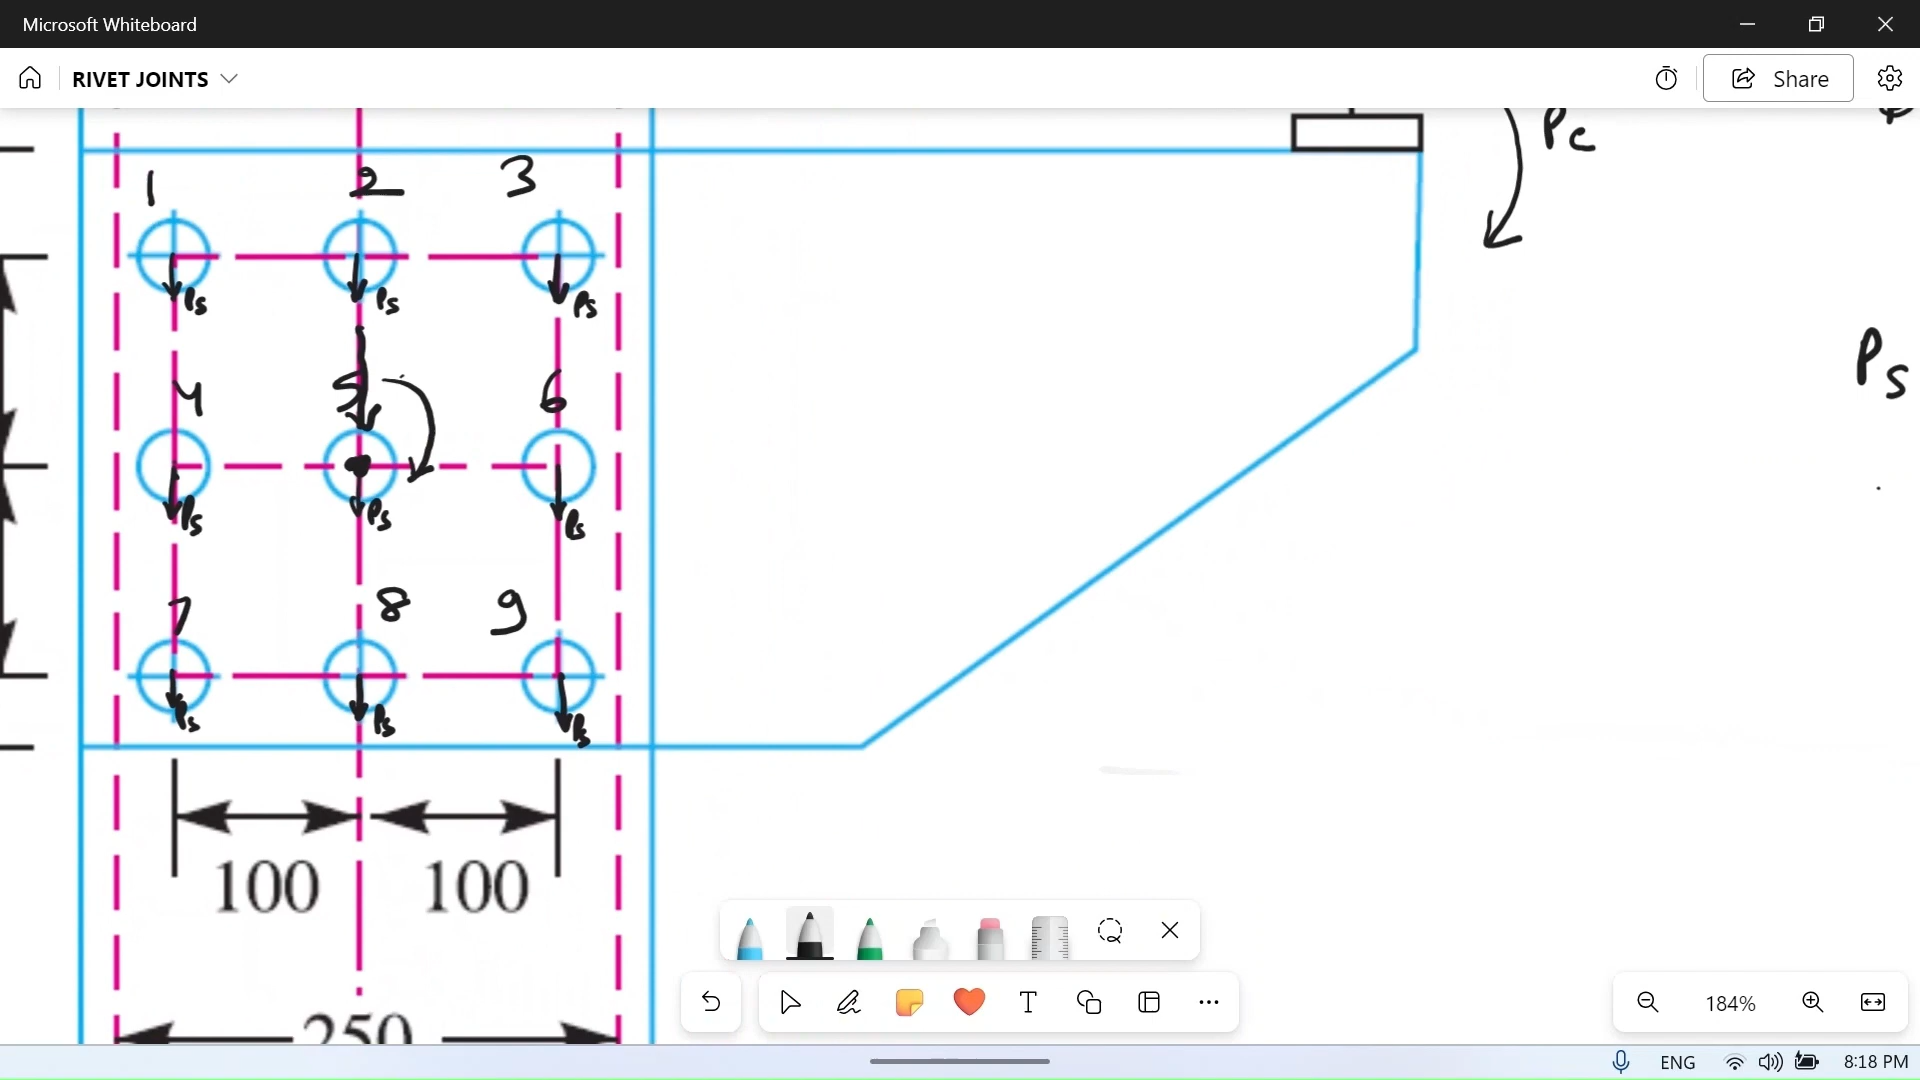 Microsoft Whiteboard
RIVET JOINTS
Share
Pc
1 2 3
Ps Ps Ps
Ps
4 5 6
Ps Ps Ps
7 8 9
Ps Ps Ps
100 100
250
184%
ENG 8:18 PM